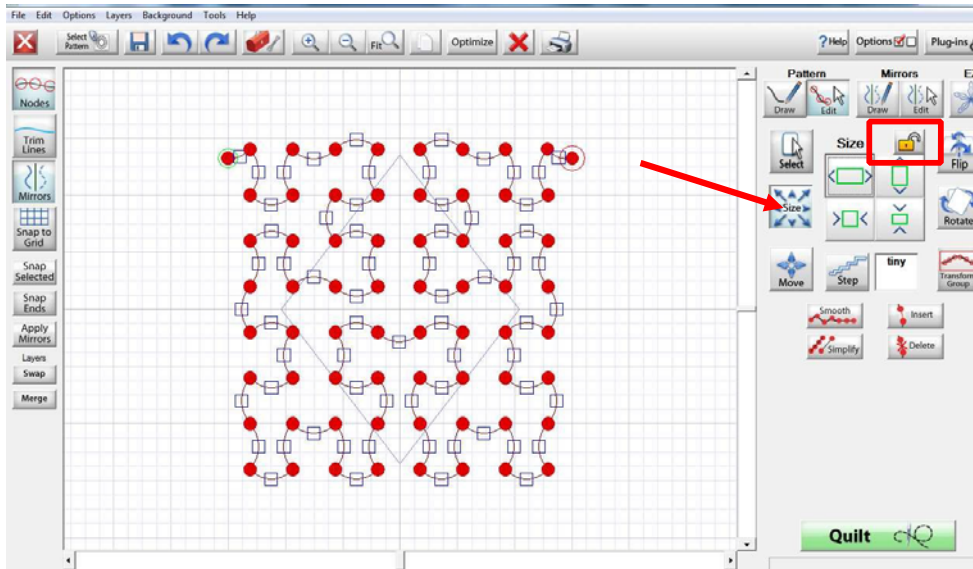 File Edit Options Layers Background Tools Help
Select
Pattern
Fit
Optimize
?Help
Options
Plug-ins
Nodes
Trim
Lines
Mirrors
Snap to
Grid
Snap
Selected
Snap
Ends
Apply
Mirrors
Layers
Swap
Merge
Pattern
Mirrors
Draw
Edit
Draw
Edit
Select
Size
Flip
Size
Rotate
Move
Step
tiny
Transform
Group
Smooth
Insert
Simplify
Delete
Quilt